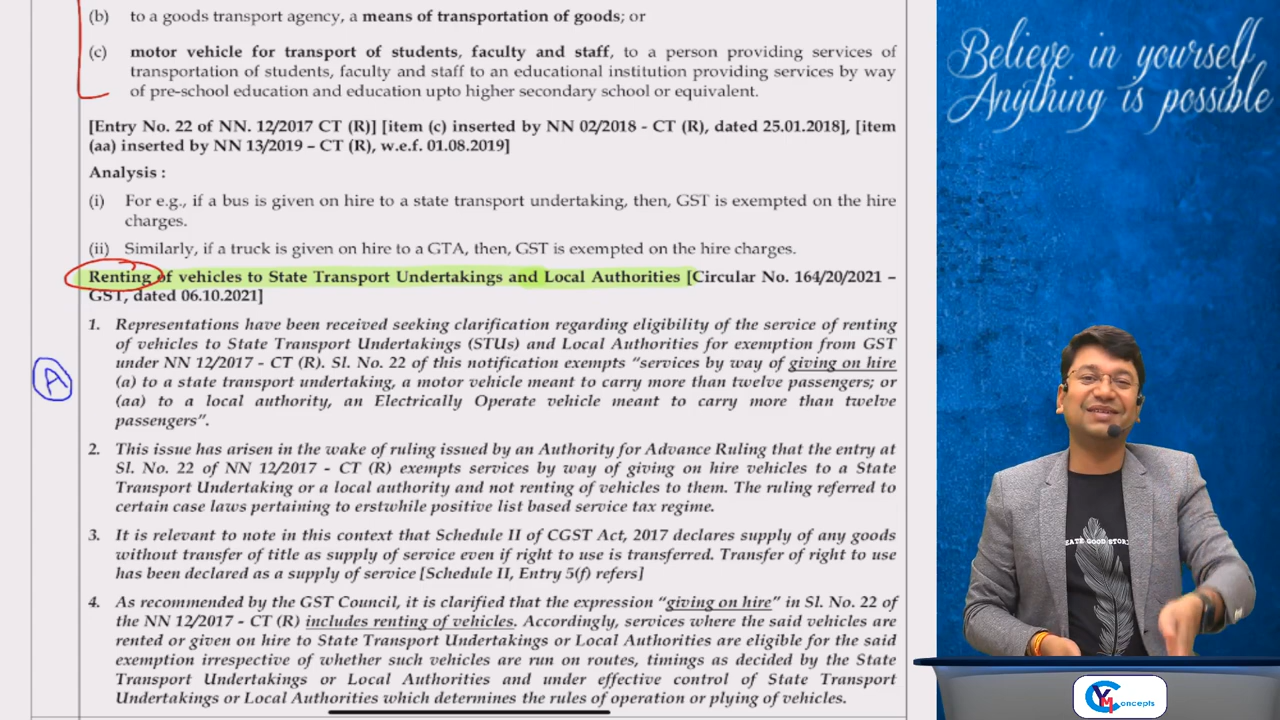 (b) to a goods transport agency, a means of transportation of goods; or
(c) motor vehicle for transport of students, faculty and staff, to a person providing services of
transportation of students, faculty and staff to an educational institution providing services by way
of pre-school education and education upto higher secondary school or equivalent.
[Entry No. 22 of NN. 12/2017 CT (R)] [item (c) inserted by NN 02/2018 - CT (R), dated 25.01.2018], [item
(aa) inserted by NN 13/2019 – CT (R), w.e.f. 01.08.2019]
Analysis :
(i) For e.g., if a bus is given on hire to a state transport undertaking, then, GST is exempted on the hire
charges.
(ii) Similarly, if a truck is given on hire to a GTA, then, GST is exempted on the hire charges.
Renting of vehicles to State Transport Undertakings and Local Authorities [Circular No. 164/20/2021 –
GST, dated 06.10.2021]
1. Representations have been received seeking clarification regarding eligibility of the service of renting
of vehicles to State Transport Undertakings (STUs) and Local Authorities for exemption from GST
under NN 12/2017 - CT (R). Sl. No. 22 of this notification exempts “services by way of giving on hire
(a) to a state transport undertaking, a motor vehicle meant to carry more than twelve passengers; or
(aa) to a local authority, an Electrically Operate vehicle meant to carry more than twelve
passengers”.
A
2. This issue has arisen in the wake of ruling issued by an Authority for Advance Ruling that the entry at
Sl. No. 22 of NN 12/2017 - CT (R) exempts services by way of giving on hire vehicles to a State
Transport Undertaking or a local authority and not renting of vehicles to them. The ruling referred to
certain case laws pertaining to erstwhile positive list based service tax regime.
3. It is relevant to note in this context that Schedule II of CGST Act, 2017 declares supply of any goods
without transfer of title as supply of service even if right to use is transferred. Transfer of right to use
has been declared as a supply of service [Schedule II, Entry 5(f) refers]
4. As recommended by the GST Council, it is clarified that the expression “giving on hire” in Sl. No. 22 of
the NN 12/2017 - CT (R) includes renting of vehicles. Accordingly, services where the said vehicles are
rented or given on hire to State Transport Undertakings or Local Authorities are eligible for the said
exemption irrespective of whether such vehicles are run on routes, timings as decided by the State
Transport Undertakings or Local Authorities and under effective control of State Transport
Undertakings or Local Authorities which determines the rules of operation or plying of vehicles.
Believe in yourself
Anything is possible
EATE GOOD STOR
YM
Concepts